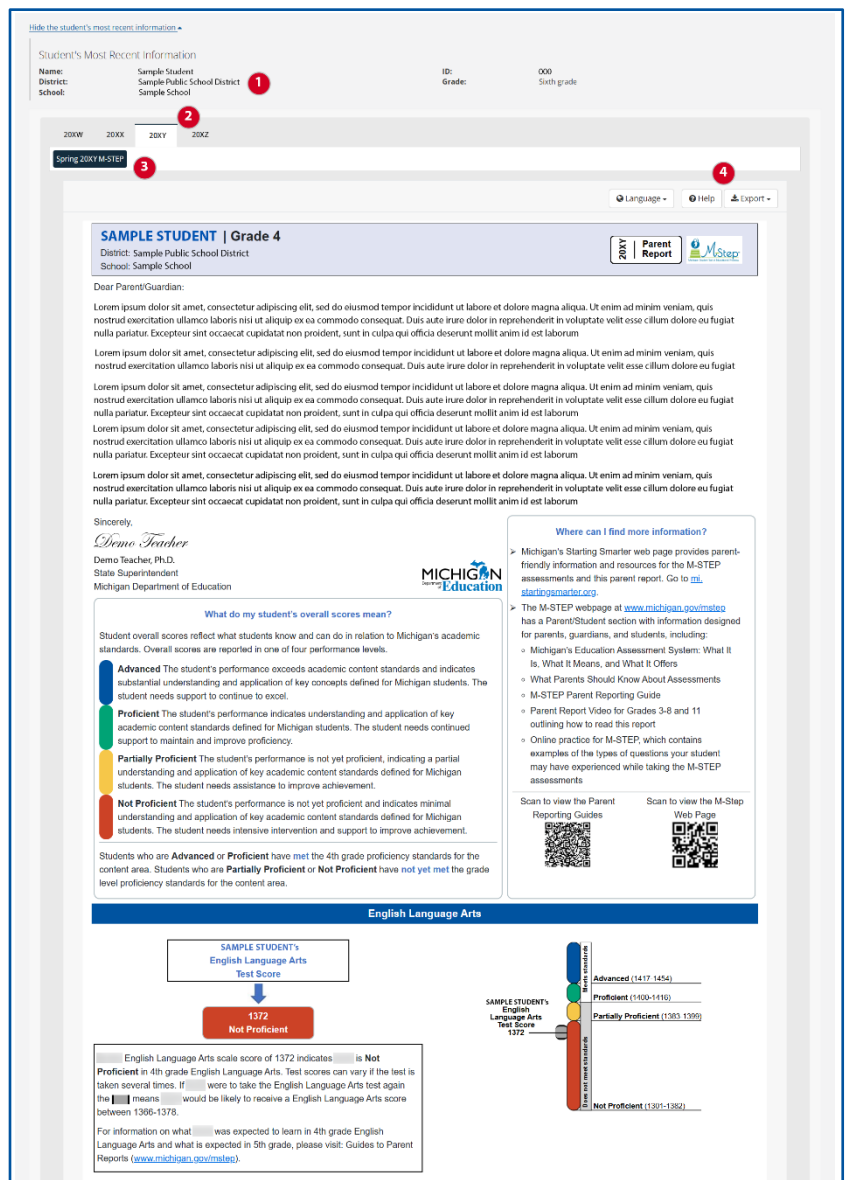 Hide the student's most recent information
Student's Most Recent Information
Name: Sample Student ID: 000
District: Sample Public School District Grade: Sixth grade
School: Sample School
1
2
20XW 20XX 20XY 20XZ
Spring 20XY M-STEP
3
4
Language Help Export
SAMPLE STUDENT | Grade 4
District: Sample Public School District
School: Sample School
20XY Parent Report
MStep
Dear Parent/Guardian:
Lorem ipsum dolor sit amet, consectetur adipiscing elit, sed do eiusmod tempor incididunt ut labore et dolore magna aliqua. Ut enim ad minim veniam, quis
nostrud exercitation ullamco laboris nisi ut aliquip ex ea commodo consequat. Duis aute irure dolor in reprehenderit in voluptate velit esse cillum dolore eu fugiat
nulla pariatur. Excepteur sint occaecat cupidatat non proident, sunt in culpa qui officia deserunt mollit anim id est laborum
Lorem ipsum dolor sit amet, consectetur adipiscing elit, sed do eiusmod tempor incididunt ut labore et dolore magna aliqua. Ut enim ad minim veniam, quis
nostrud exercitation ullamco laboris nisi ut aliquip ex ea commodo consequat. Duis aute irure dolor in reprehenderit in voluptate velit esse cillum dolore eu fugiat
Lorem ipsum dolor sit amet, consectetur adipiscing elit, sed do eiusmod tempor incididunt ut labore et dolore magna aliqua. Ut enim ad minim veniam, quis
nostrud exercitation ullamco laboris nisi ut aliquip ex ea commodo consequat. Duis aute irure dolor in reprehenderit in voluptate velit esse cillum dolore eu fugiat
nulla pariatur. Excepteur sint occaecat cupidatat non proident, sunt in culpa qui officia deserunt mollit anim id est laborum
Lorem ipsum dolor sit amet, consectetur adipiscing elit, sed do eiusmod tempor incididunt ut labore et dolore magna aliqua. Ut enim ad minim veniam, quis
nostrud exercitation ullamco laboris nisi ut aliquip ex ea commodo consequat. Duis aute irure dolor in reprehenderit in voluptate velit esse cillum dolore eu fugiat
nulla pariatur. Excepteur sint occaecat cupidatat non proident, sunt in culpa qui officia deserunt mollit anim id est laborum
Lorem ipsum dolor sit amet, consectetur adipiscing elit, sed do eiusmod tempor incididunt ut labore et dolore magna aliqua. Ut enim ad minim veniam, quis
nostrud exercitation ullamco laboris nisi ut aliquip ex ea commodo consequat. Duis aute irure dolor in reprehenderit in voluptate velit esse cillum dolore eu fugiat
nulla pariatur. Excepteur sint occaecat cupidatat non proident, sunt in culpa qui officia deserunt mollit anim id est laborum
Sincerely,
Demo Teacher
Demo Teacher, Ph.D.
State Superintendent
Michigan Department of Education
MICHIGAN
Department of Education
What do my student's overall scores mean?
Student overall scores reflect what students know and can do in relation to Michigan's academic
standards. Overall scores are reported in one of four performance levels.
Advanced The student's performance exceeds academic content standards and indicates
substantial understanding and application of key concepts defined for Michigan students. The
student needs support to continue to excel.
Proficient The student's performance indicates understanding and application of key
academic content standards defined for Michigan students. The student needs continued
support to maintain and improve proficiency.
Partially Proficient The student's performance is not yet proficient, indicating a partial
understanding and application of key academic content standards defined for Michigan
students. The student needs assistance to improve achievement.
Not Proficient The student's performance is not yet proficient and indicates minimal
understanding and application of key academic content standards defined for Michigan
students. The student needs intensive intervention and support to improve achievement.
Students who are Advanced or Proficient have met the 4th grade proficiency standards for the
content area. Students who are Partially Proficient or Not Proficient have not yet met the grade
level proficiency standards for the content area.
Where can I find more information?
Michigan's Starting Smarter web page provides parent-
friendly information and resources for the M-STEP
assessments and this parent report. Go to mi.
startingsmarter.org.
The M-STEP webpage at www.michigan.gov/mstep
has a Parent/Student section with information designed
for parents, guardians, and students, including:
Michigan's Education Assessment System: What It
Is, What It Means, and What It Offers
What Parents Should Know About Assessments
M-STEP Parent Reporting Guide
Parent Report Video for Grades 3-8 and 11
outlining how to read this report
Online practice for M-STEP, which contains
examples of the types of questions your student
may have experienced while taking the M-STEP
assessments
Scan to view the Parent
Reporting Guides
Scan to view the M-Step
Web Page
English Language Arts
SAMPLE STUDENT's
English Language Arts
Test Score
1372
Not Proficient
English Language Arts scale score of 1372 indicates is Not
Proficient in 4th grade English Language Arts. Test scores can vary if the test is
taken several times. If were to take the English Language Arts test again
the means would be likely to receive a English Language Arts score
between 1366-1378.
For information on what was expected to learn in 4th grade English
Language Arts and what is expected in 5th grade, please visit: Guides to Parent
Reports (www.michigan.gov/mstep).
SAMPLE STUDENT's
English
Language Arts
Test Score
1372
Meets standards
Does not meet standards
Advanced (1417-1454)
Proficient (1400-1416)
Partially Proficient (1383-1399)
Not Proficient (1301-1382)